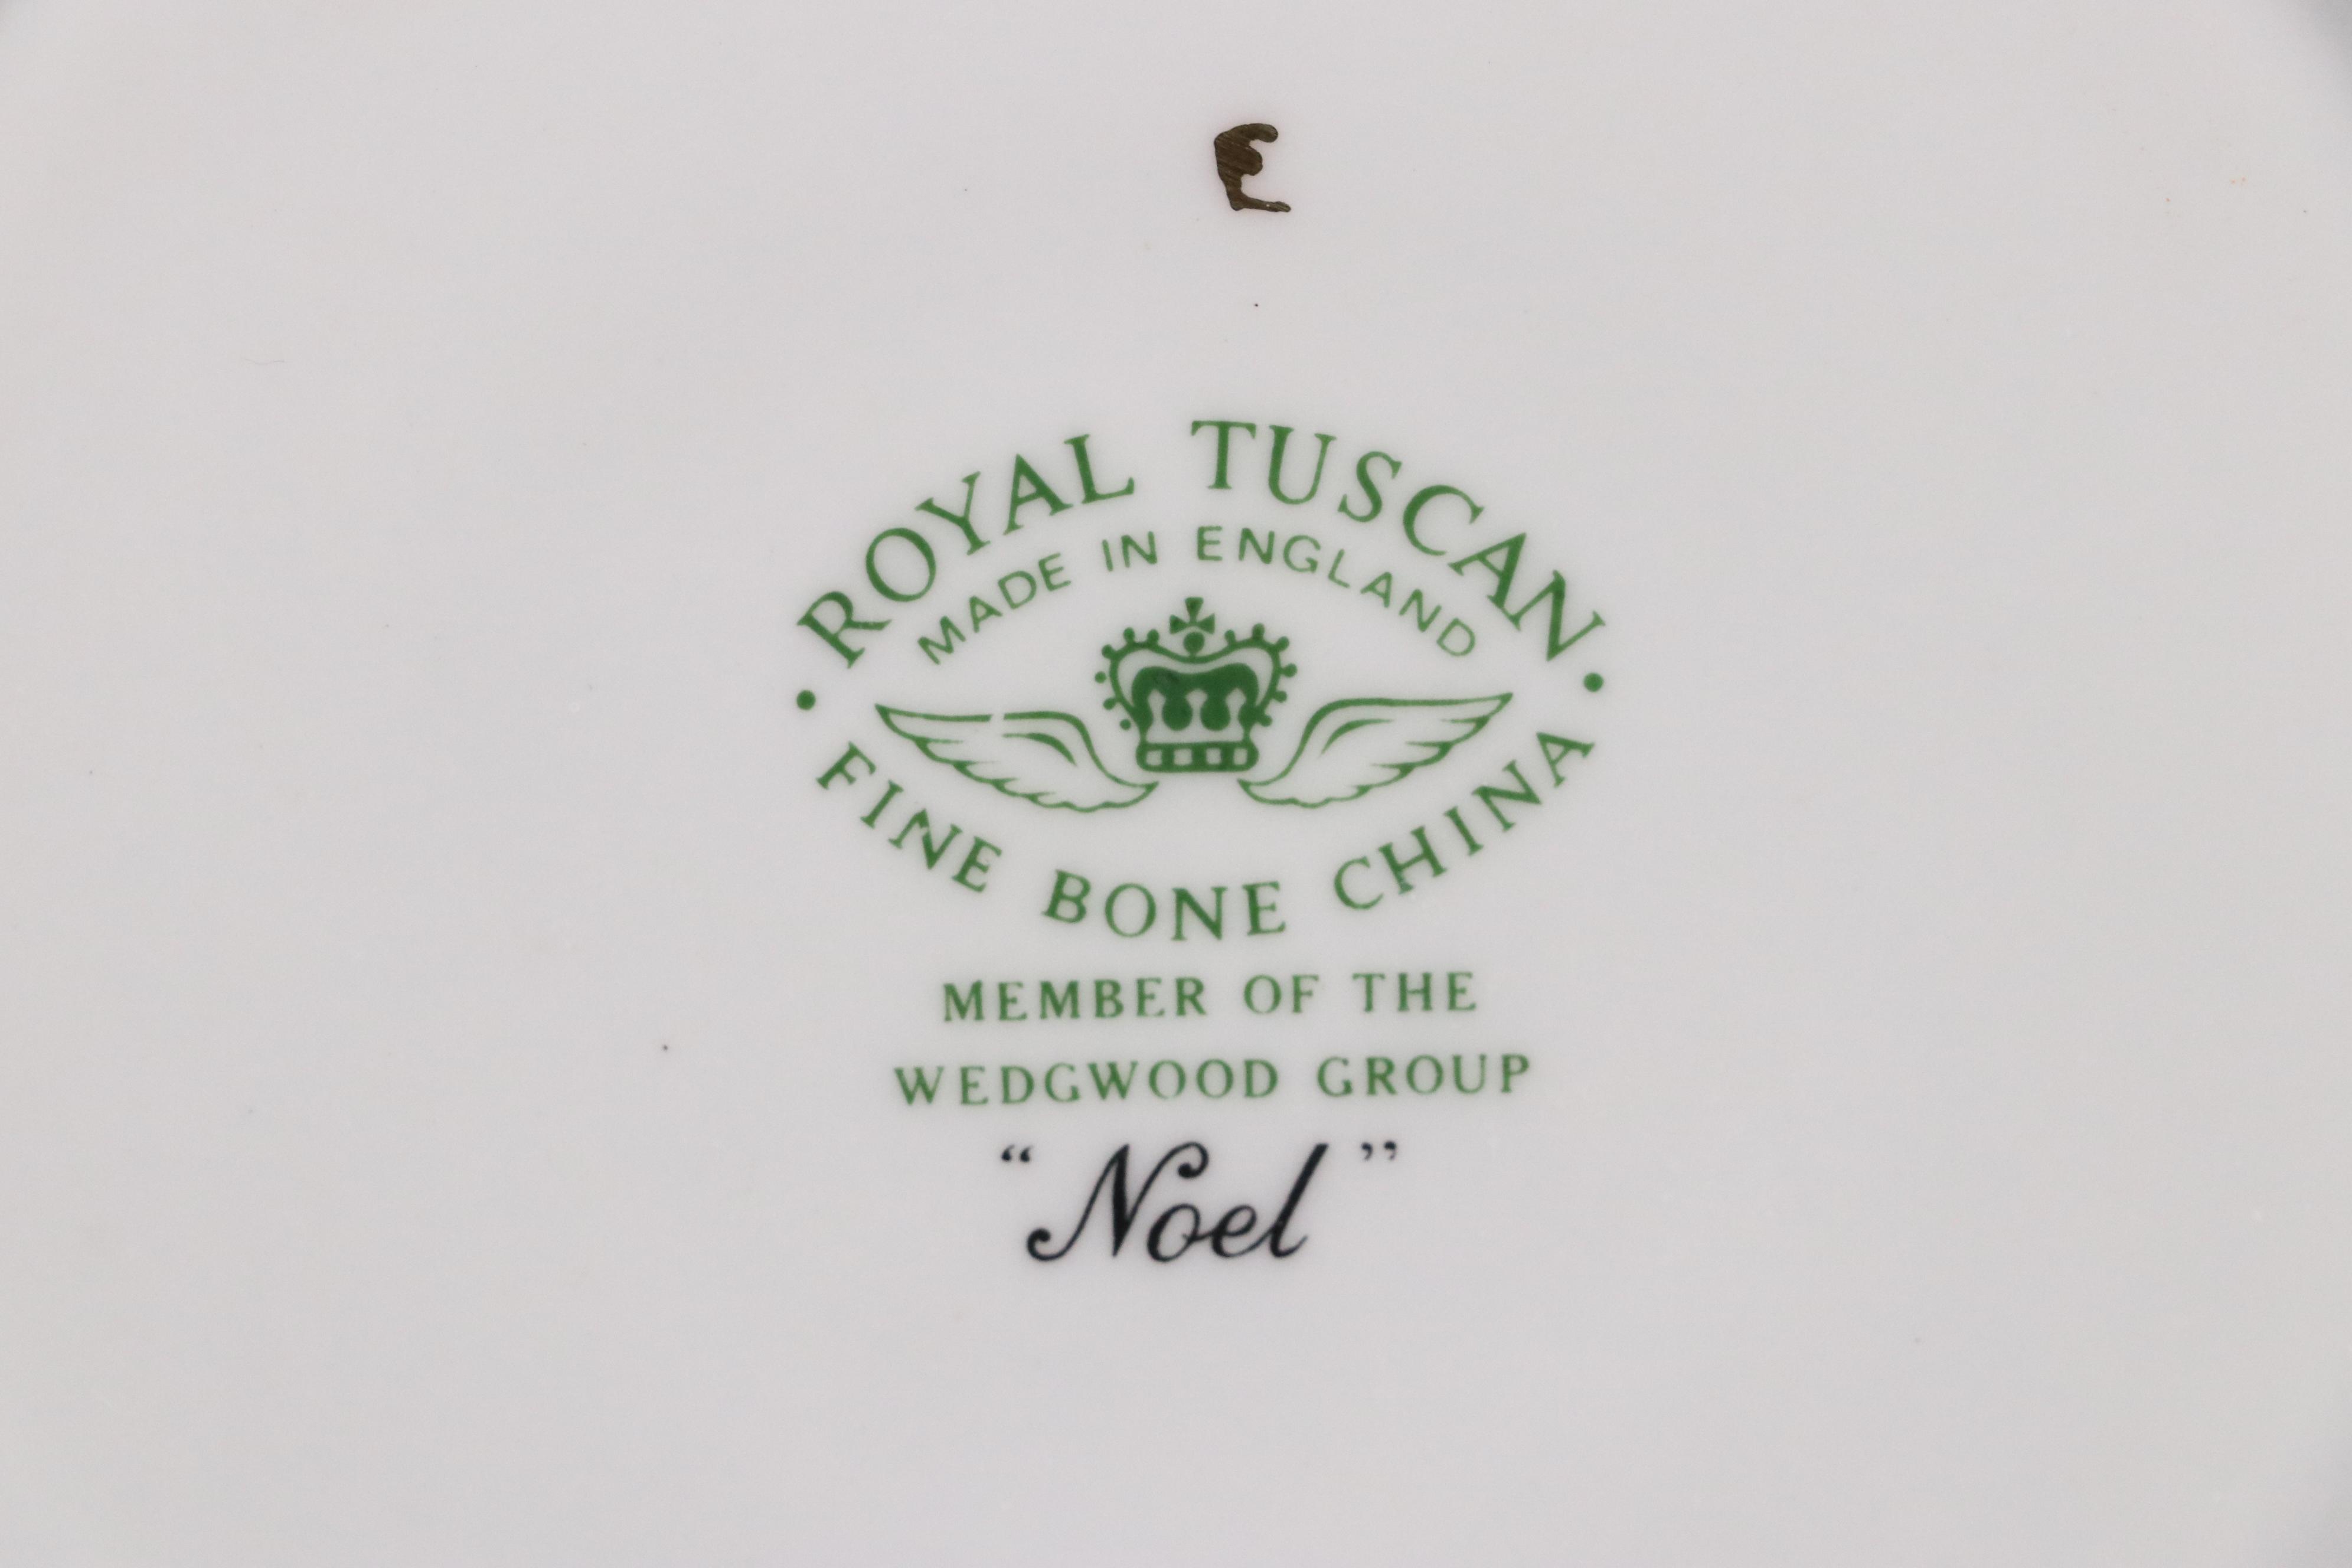 E
ROYAL TUSCAN
MADE IN ENGLAND
FINE BONE CHINA
MEMBER OF THE
WEDGWOOD GROUP
“Noel”